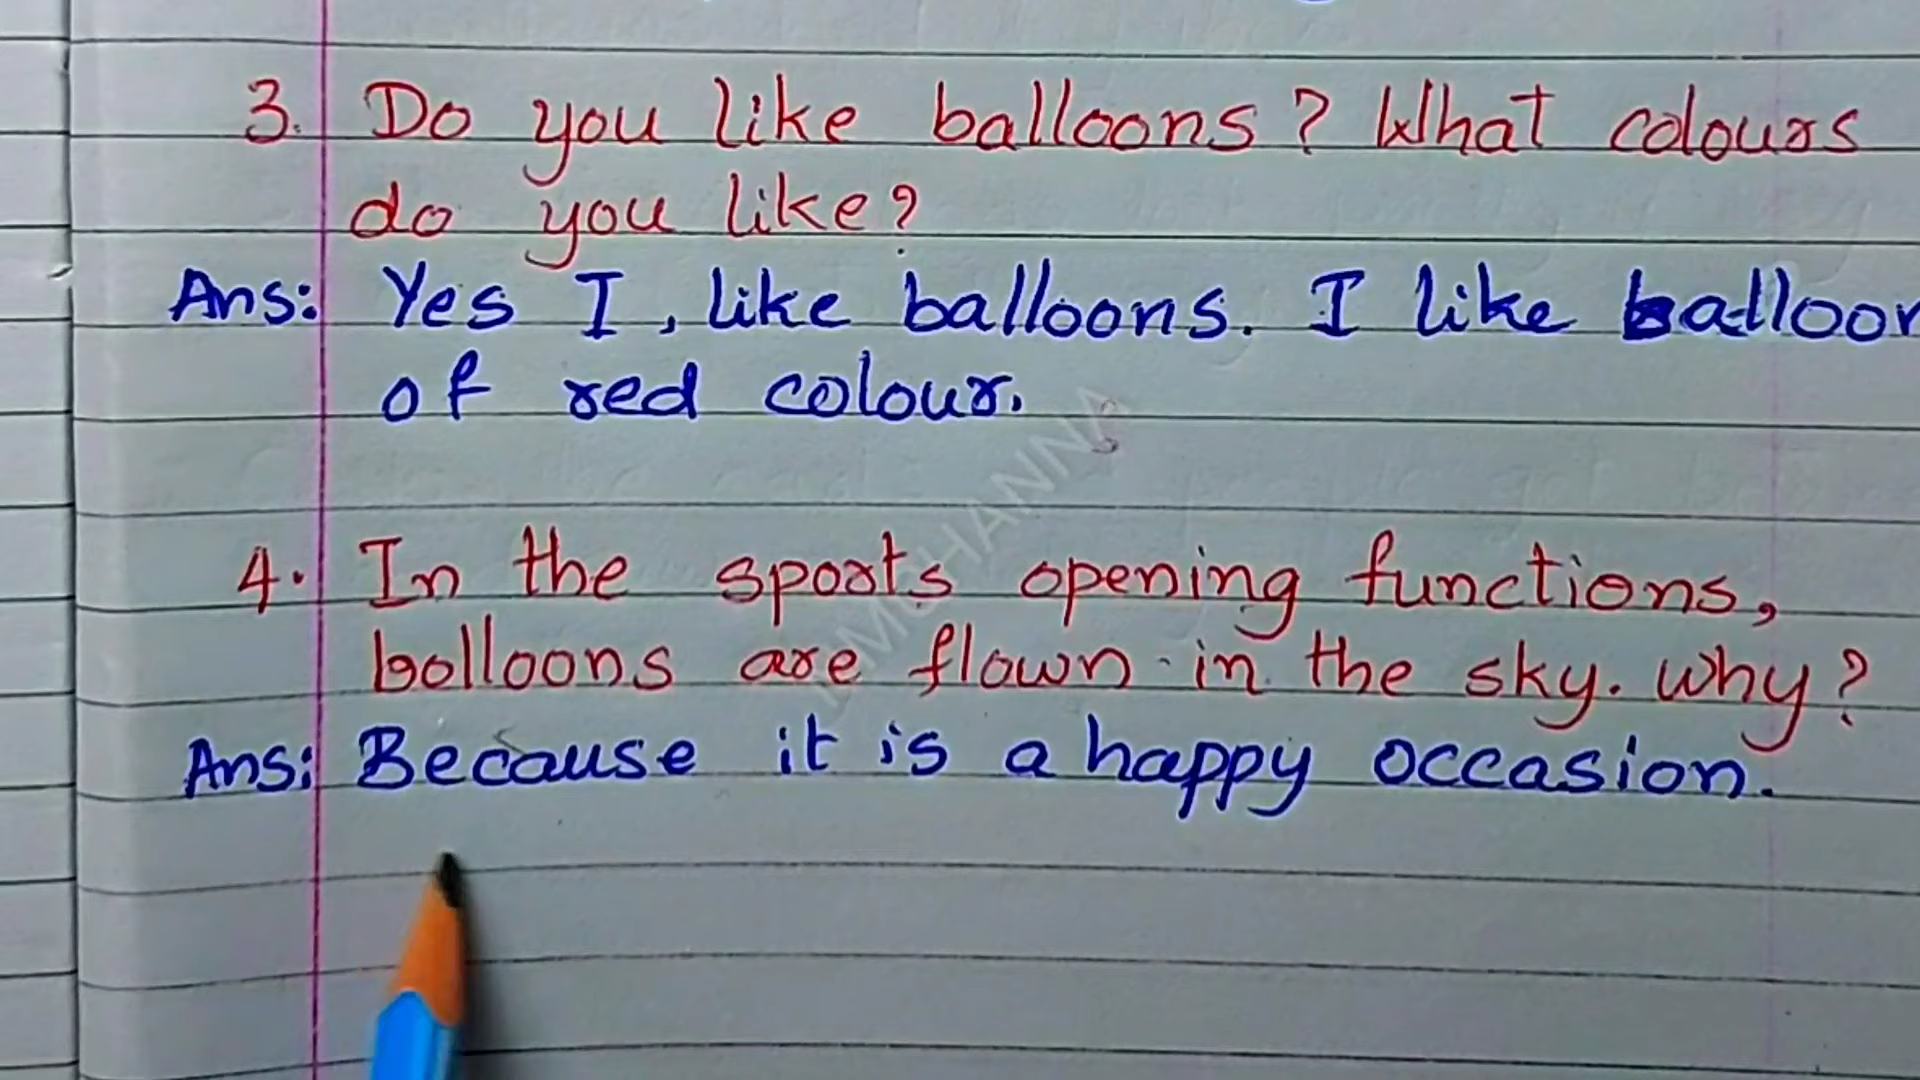 3. Do you like balloons? What colours
do you like?
Ans: Yes I, like balloons. I like balloon
of red colour.
4. In the sports opening functions,
bolloons are flown in the sky. Why?
Ans: Because it is a happy occasion.